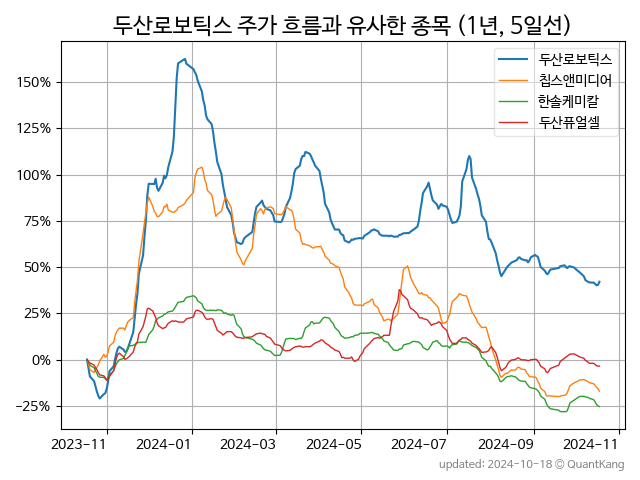 두산로보틱스 주가 흐름과 유사한 종목 (1년, 5일선)
두산로보틱스
칩스앤미디어
한솔케미칼
두산퓨얼셀
150%
125%
100%
75%
50%
25%
0%
−25%
2023-11 2024-01 2024-03 2024-05 2024-07 2024-09 2024-11
updated: 2024-10-18 © QuantKang